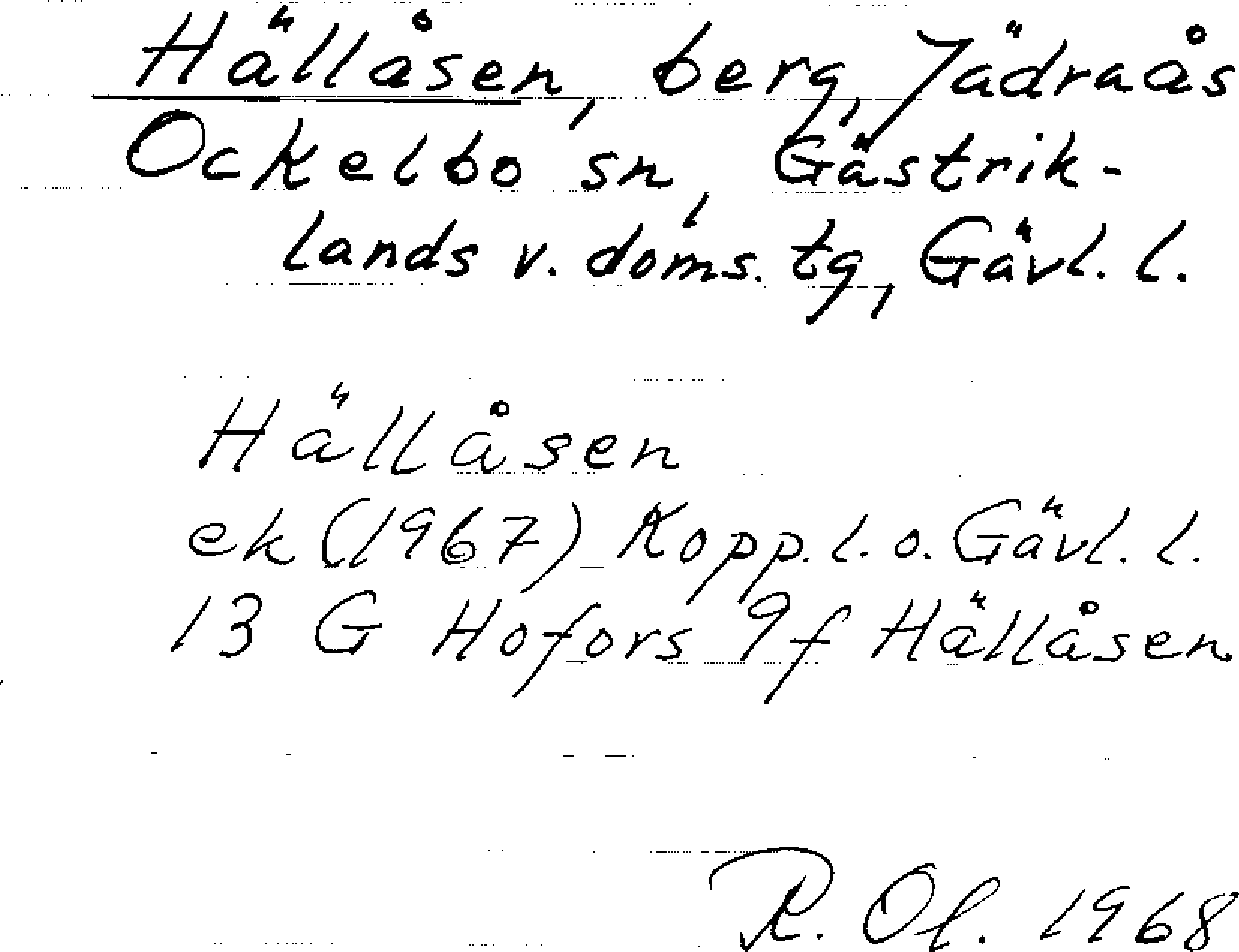 Hällåsen, berg, Jädraås
Ockelbo sn, Gästrik-
lands v. doms. tg, Gävl. l.
Hällåsen
ek (1967) Kopp. l. o. Gävl. l.
13 G Hofors 9f Hällåsen
R. Ol. 1968